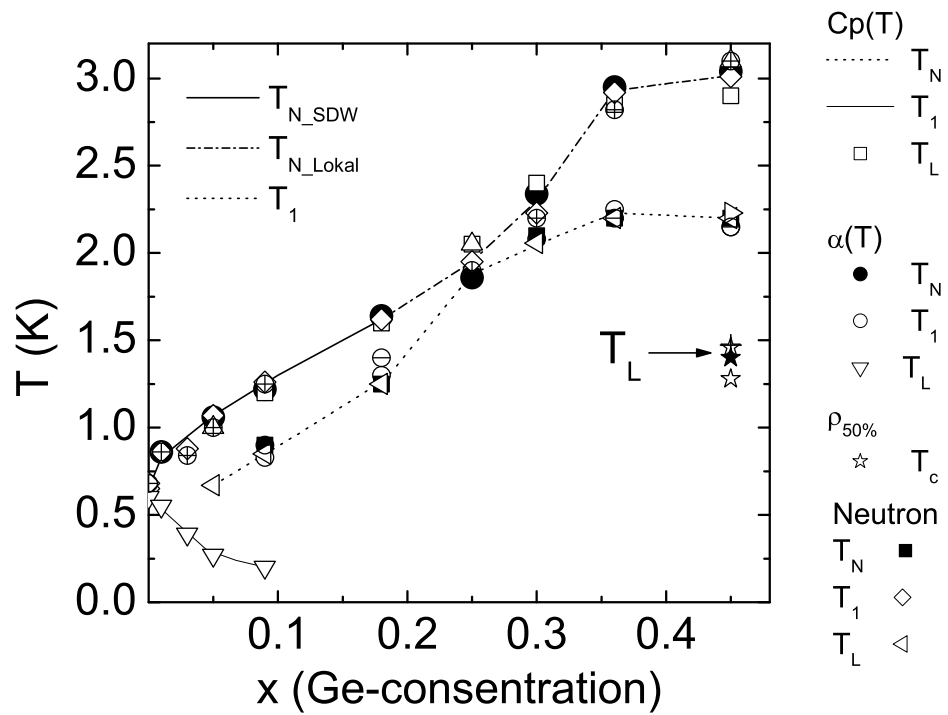 T (K)
3.0
2.5
2.0
1.5
1.0
0.5
0.0
T_N_SDW
T_N_Lokal
T_1
T_L
0.1
0.2
0.3
0.4
x (Ge-consentration)
Cp(T)
T_N
T_1
T_L
α(T)
T_N
T_1
T_L
ρ_50%
T_c
Neutron
T_N
T_1
T_L